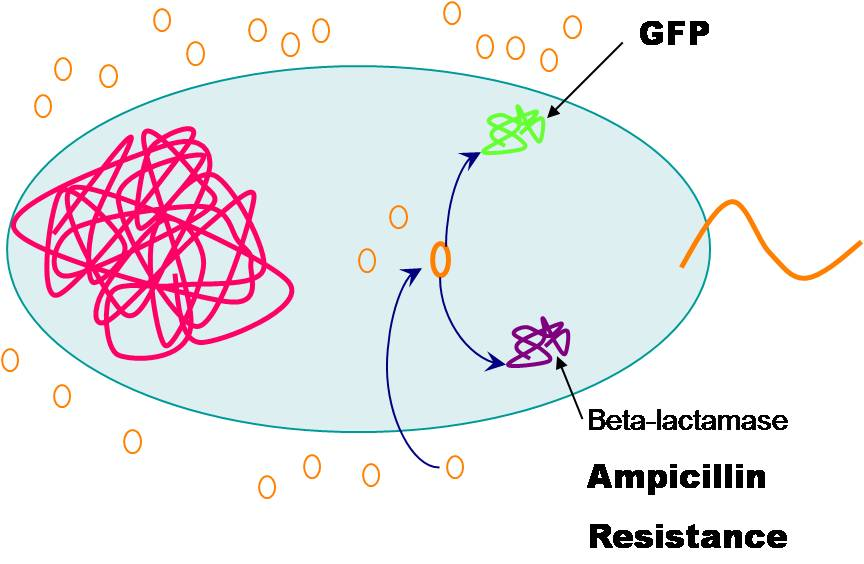 GFP
Beta-lactamase
Ampicillin
Resistance